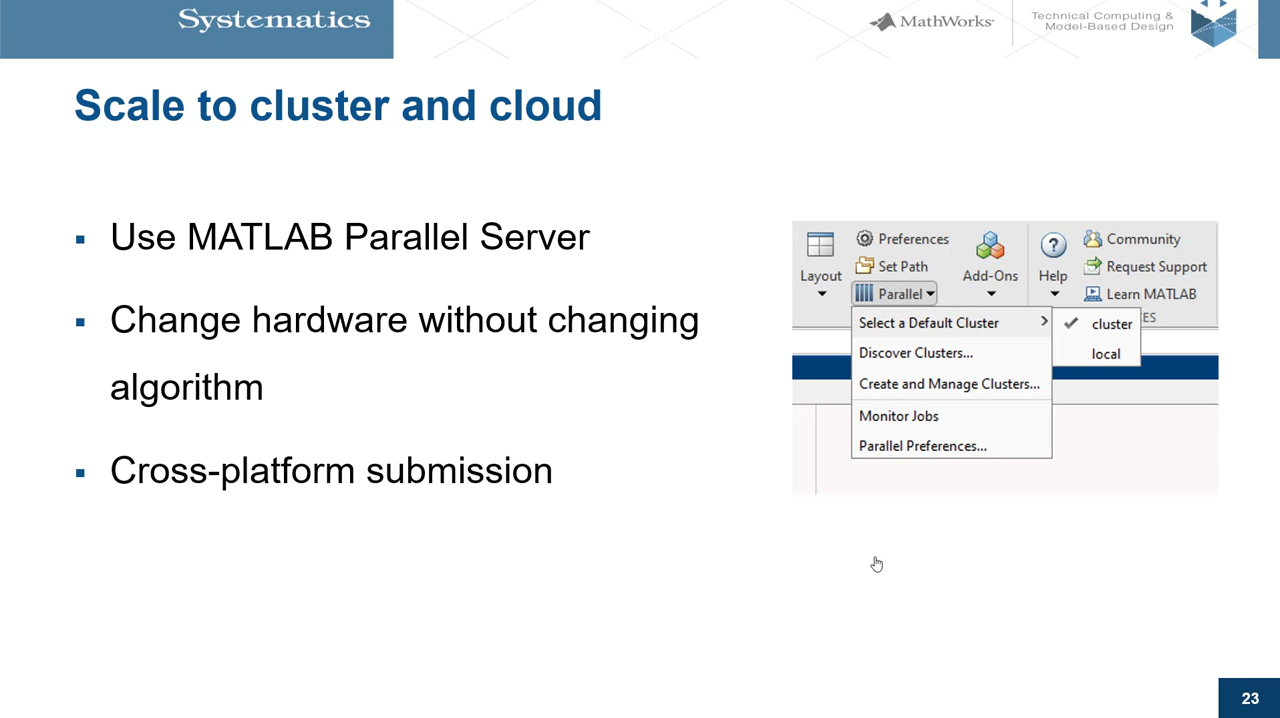 Systematics
MathWorks®
Technical Computing &
Model-Based Design
Scale to cluster and cloud
▪ Use MATLAB Parallel Server
▪ Change hardware without changing
algorithm
▪ Cross-platform submission
Layout
Preferences
Set Path
Parallel
Add-Ons
Help
Community
Request Support
Learn MATLAB
ES
Select a Default Cluster
cluster
local
Discover Clusters...
Create and Manage Clusters...
Monitor Jobs
Parallel Preferences...
23